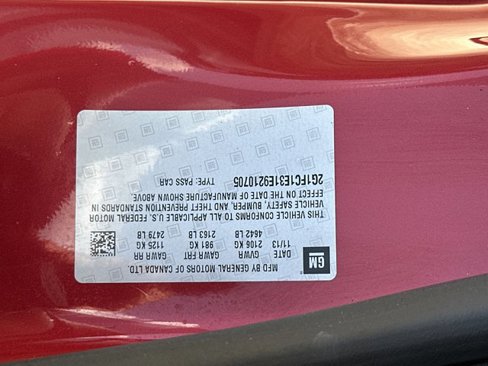 MFD BY GENERAL MOTORS OF CANADA LTD.
GM
DATE GVWR GAWR FRT GAWR RR
11/13 2106 KG 981 KG 1125 KG
4642 LB 2163 LB 2479 LB
THIS VEHICLE CONFORMS TO ALL APPLICABLE U.S. FEDERAL MOTOR
VEHICLE SAFETY, BUMPER, AND THEFT PREVENTION STANDARDS IN
EFFECT ON THE DATE OF MANUFACTURE SHOWN ABOVE.
2G1FC1E31E9210705 TYPE: PASS CAR